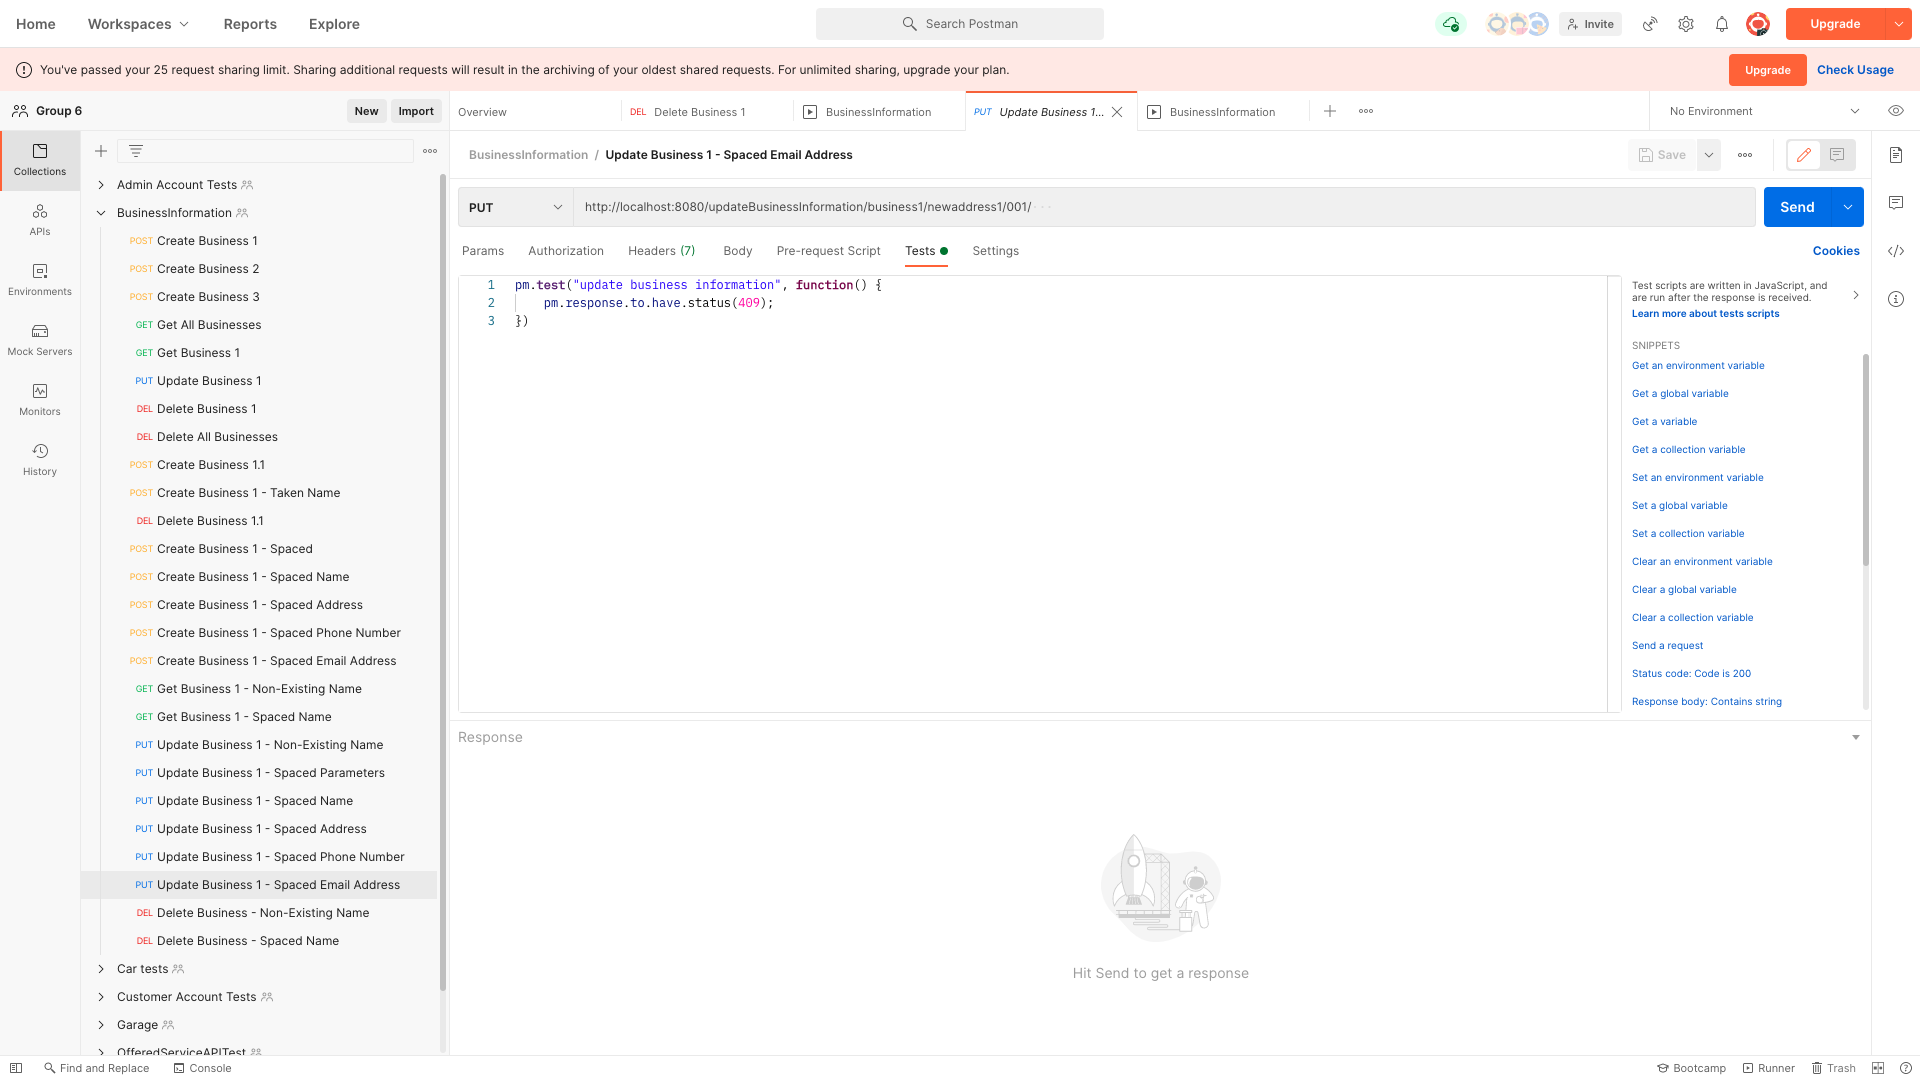 Home
Workspaces
Reports
Explore
Search Postman
Invite
Upgrade
You've passed your 25 request sharing limit. Sharing additional requests will result in the archiving of your oldest shared requests. For unlimited sharing, upgrade your plan.
Upgrade
Check Usage
Group 6
New
Import
Overview
DEL Delete Business 1
BusinessInformation
PUT Update Business 1...
BusinessInformation
No Environment
Collections
APIs
Environments
Mock Servers
Monitors
History
Admin Account Tests
BusinessInformation
POST Create Business 1
POST Create Business 2
POST Create Business 3
GET Get All Businesses
GET Get Business 1
PUT Update Business 1
DEL Delete Business 1
DEL Delete All Businesses
POST Create Business 1.1
POST Create Business 1 - Taken Name
DEL Delete Business 1.1
POST Create Business 1 - Spaced
POST Create Business 1 - Spaced Name
POST Create Business 1 - Spaced Address
POST Create Business 1 - Spaced Phone Number
POST Create Business 1 - Spaced Email Address
GET Get Business 1 - Non-Existing Name
GET Get Business 1 - Spaced Name
PUT Update Business 1 - Non-Existing Name
PUT Update Business 1 - Spaced Parameters
PUT Update Business 1 - Spaced Name
PUT Update Business 1 - Spaced Address
PUT Update Business 1 - Spaced Phone Number
PUT Update Business 1 - Spaced Email Address
DEL Delete Business - Non-Existing Name
DEL Delete Business - Spaced Name
Car tests
Customer Account Tests
Garage
OfferedServiceAPITest
BusinessInformation / Update Business 1 - Spaced Email Address
Save
PUT
http://localhost:8080/updateBusinessInformation/business1/newaddress1/001/
Send
Params
Authorization
Headers (7)
Body
Pre-request Script
Tests
Settings
Cookies
1 pm.test("update business information", function() {
2 pm.response.to.have.status(409);
3 })
Test scripts are written in JavaScript, and
are run after the response is received.
Learn more about tests scripts
SNIPPETS
Get an environment variable
Get a global variable
Get a variable
Get a collection variable
Set an environment variable
Set a global variable
Set a collection variable
Clear an environment variable
Clear a global variable
Clear a collection variable
Send a request
Status code: Code is 200
Response body: Contains string
Response
Hit Send to get a response
Find and Replace
Console
Bootcamp
Runner
Trash